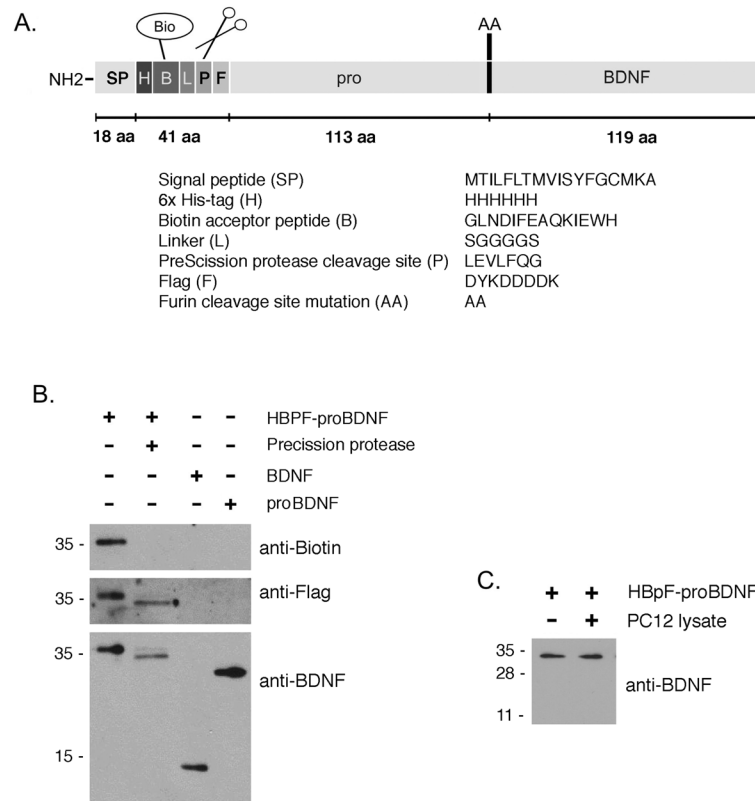 A.
Bio
AA
NH2- SP H B L P F pro BDNF
18 aa 41 aa 113 aa 119 aa
Signal peptide (SP) MTILFLTMVISYFGCMKA
6x His-tag (H) HHHHHH
Biotin acceptor peptide (B) GLNDIFEAQKIEWH
Linker (L) SGGGGS
PreScission protease cleavage site (P) LEVLFQG
Flag (F) DYKDDDDK
Furin cleavage site mutation (AA) AA
B.
+ + - - HBPF-proBDNF
- + - - Precission protease
- - + - BDNF
- - - + proBDNF
35 - anti-Biotin
35 - anti-Flag
35 -
anti-BDNF
15 -
C.
+ + HBpF-proBDNF
- + PC12 lysate
35 -
28 -
anti-BDNF
11 -